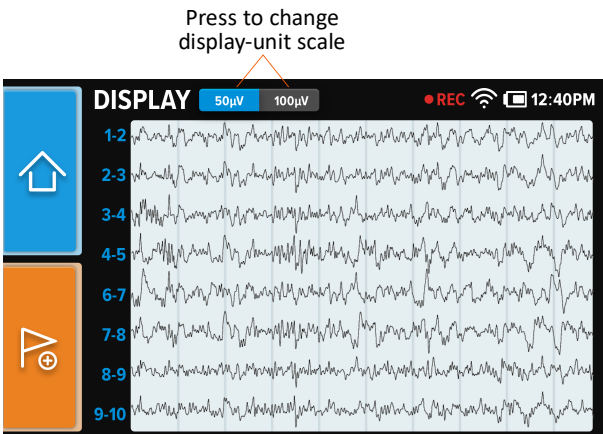 Press to change
display-unit scale
DISPLAY 50µV 100µV REC 12:40PM
1-2
2-3
3-4
4-5
6-7
7-8
8-9
9-10